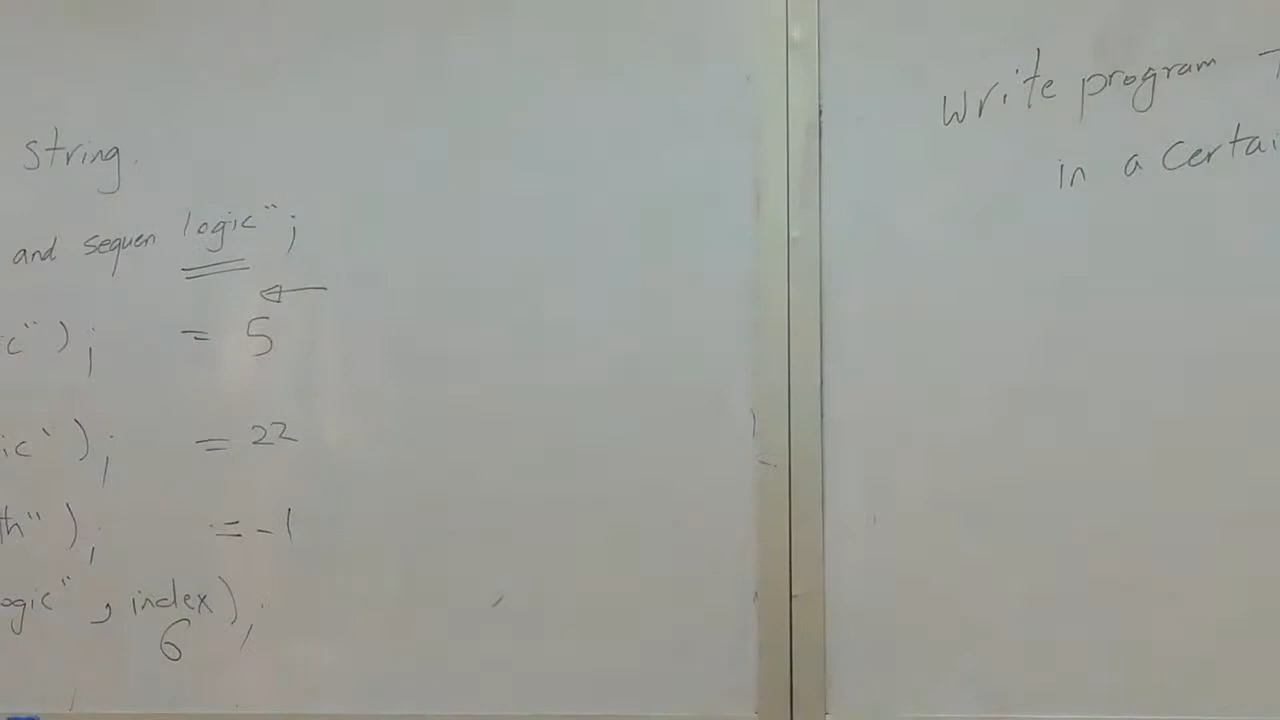 string.
and sequen logic";
c"); = 5
ic'); = 22
th"); = -1
ogic", index);
6
Write program
in a Certai